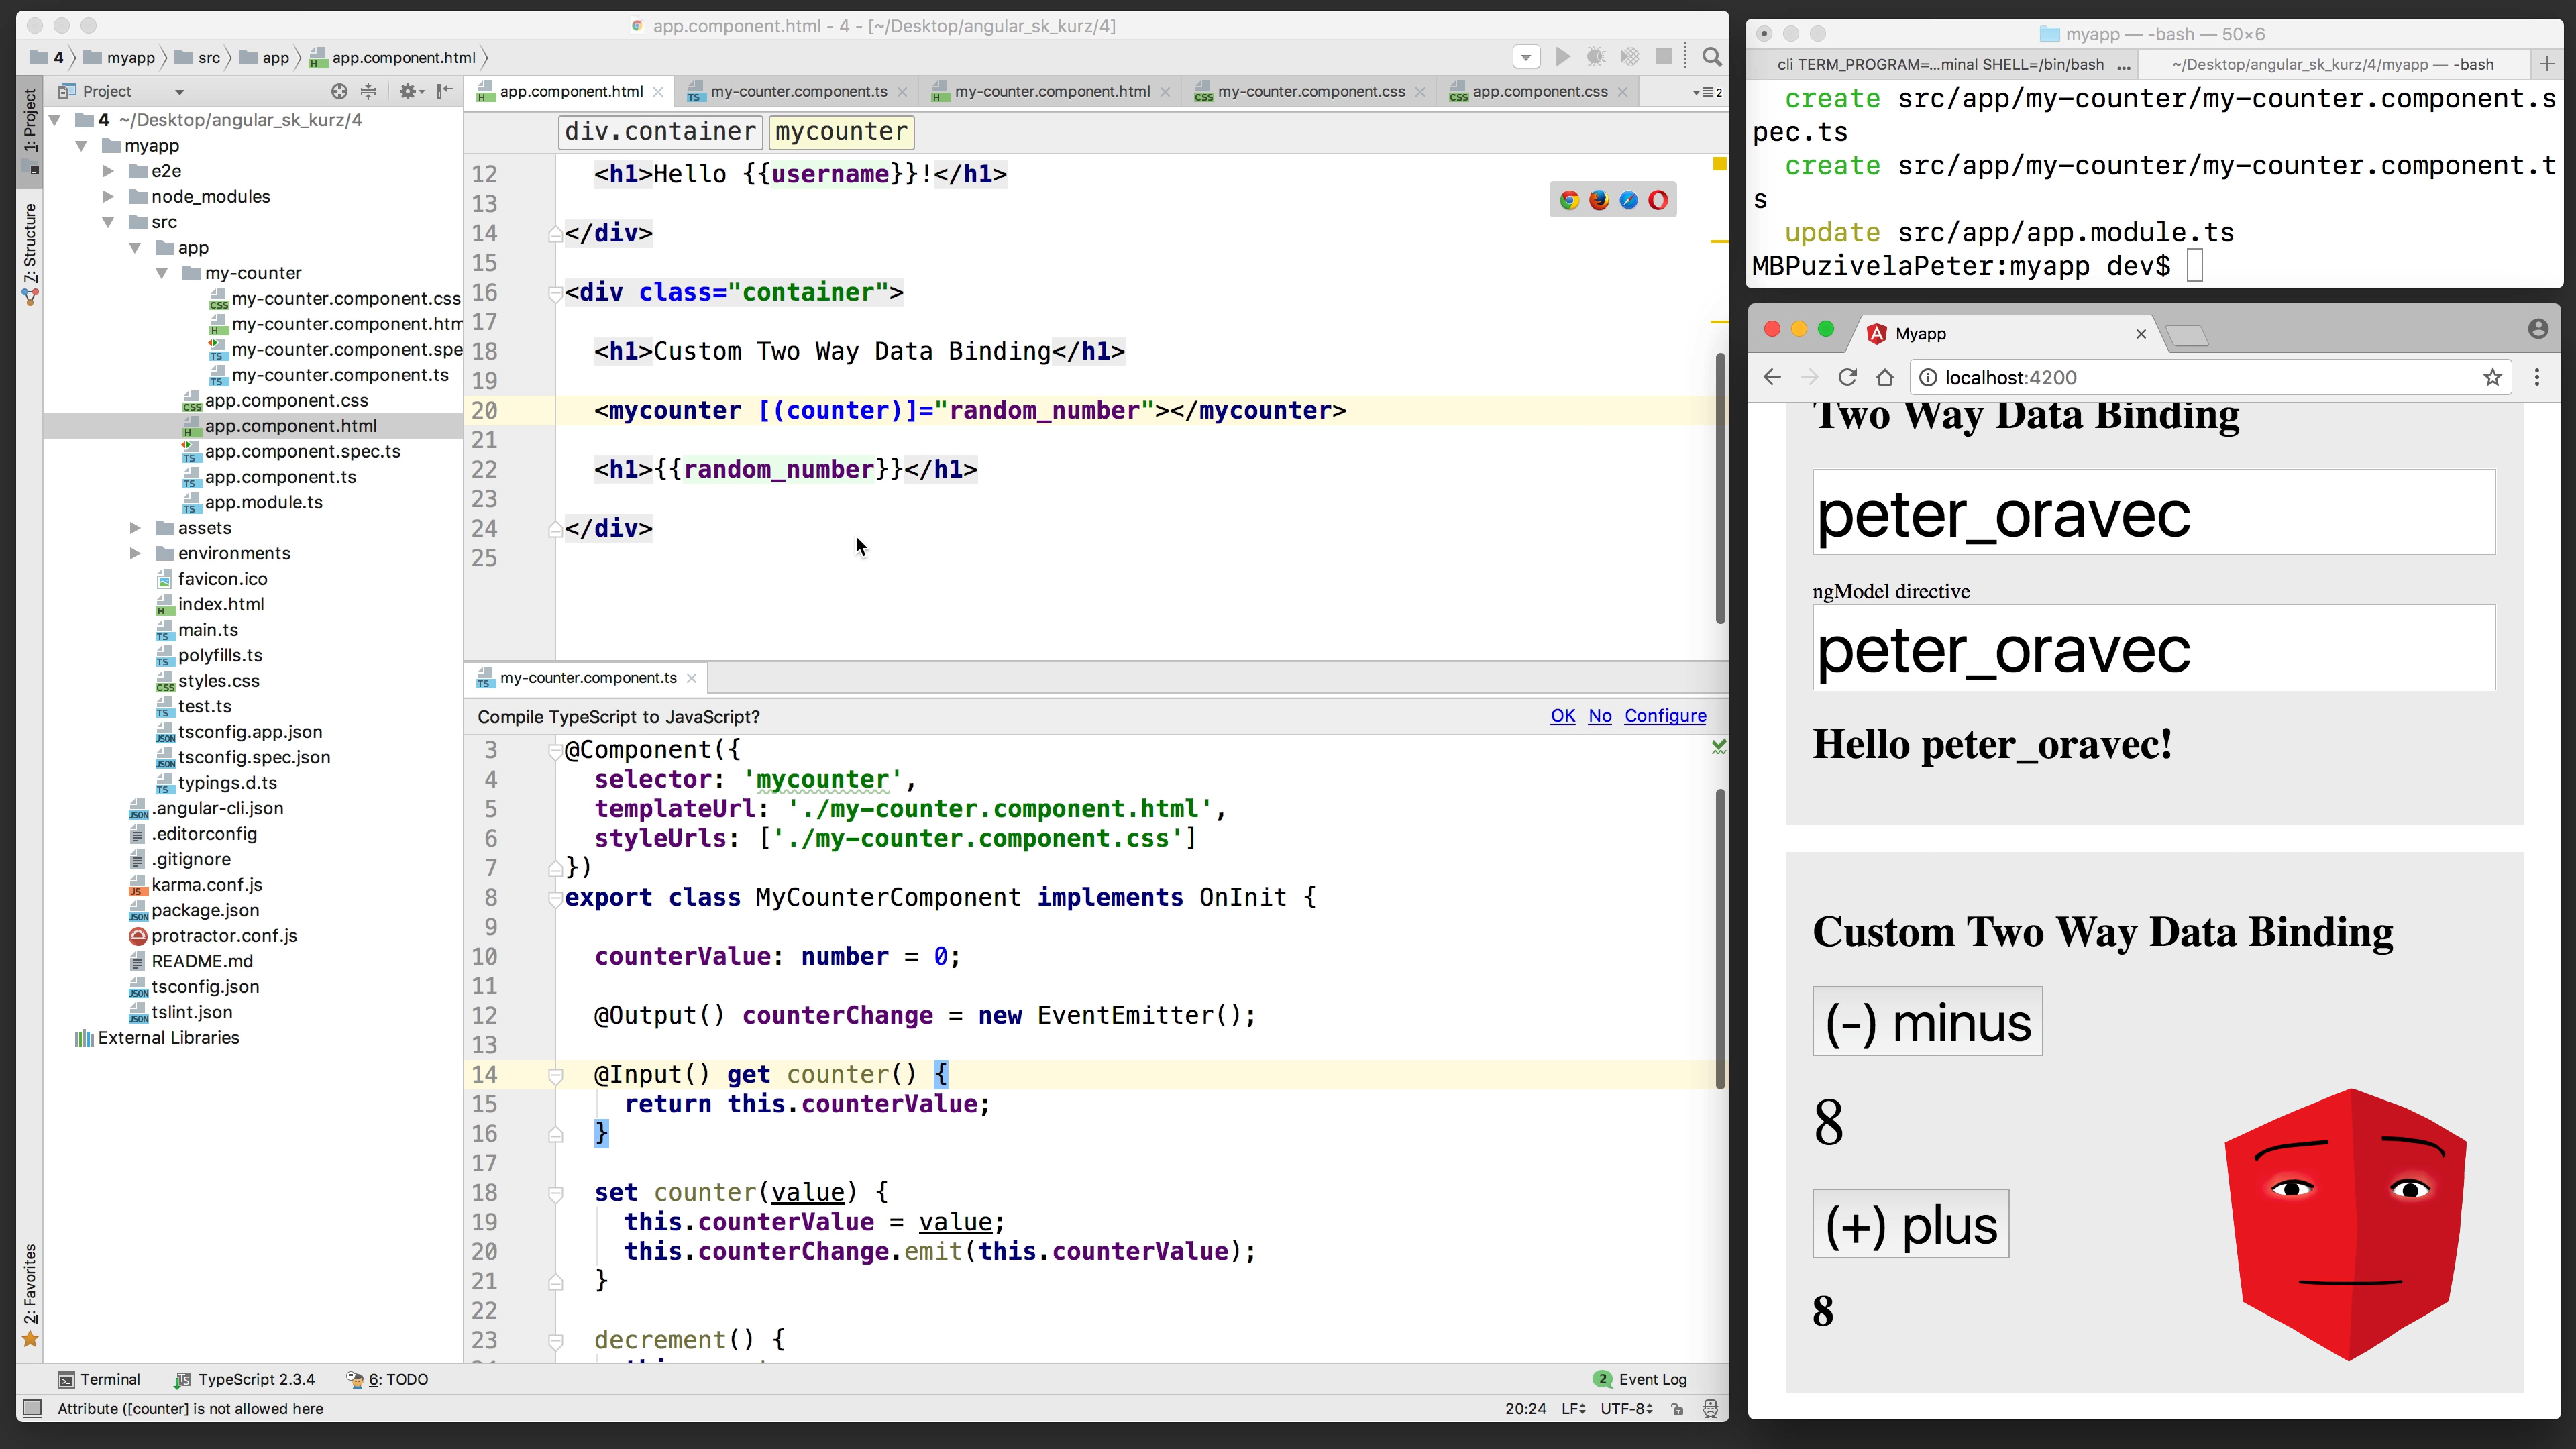 app.component.html - 4 - [~/Desktop/angular_sk_kurz/4]
4 myapp src app app.component.html
1: Project
Z: Structure
2: Favorites
Project
4 ~/Desktop/angular_sk_kurz/4
myapp
e2e
node_modules
src
app
my-counter
my-counter.component.css
my-counter.component.htm
my-counter.component.spe
my-counter.component.ts
app.component.css
app.component.html
app.component.spec.ts
app.component.ts
app.module.ts
assets
environments
favicon.ico
index.html
main.ts
polyfills.ts
styles.css
test.ts
tsconfig.app.json
tsconfig.spec.json
typings.d.ts
.angular-cli.json
.editorconfig
.gitignore
karma.conf.js
package.json
protractor.conf.js
README.md
tsconfig.json
tslint.json
External Libraries
app.component.html my-counter.component.ts my-counter.component.html my-counter.component.css app.component.css 2
div.container mycounter
12 <h1>Hello {{username}}!</h1>
13
14 </div>
15
16 <div class="container">
17
18 <h1>Custom Two Way Data Binding</h1>
19
20 <mycounter [(counter)]="random_number"></mycounter>
21
22 <h1>{{random_number}}</h1>
23
24 </div>
25
my-counter.component.ts
Compile TypeScript to JavaScript? OK No Configure
3 @Component({
4 selector: 'mycounter',
5 templateUrl: './my-counter.component.html',
6 styleUrls: ['./my-counter.component.css']
7 })
8 export class MyCounterComponent implements OnInit {
9
10 counterValue: number = 0;
11
12 @Output() counterChange = new EventEmitter();
13
14 @Input() get counter() {
15 return this.counterValue;
16 }
17
18 set counter(value) {
19 this.counterValue = value;
20 this.counterChange.emit(this.counterValue);
21 }
22
23 decrement() {
Terminal TypeScript 2.3.4 6: TODO 2 Event Log
Attribute ([counter] is not allowed here 20:24 LF UTF-8
myapp — -bash — 50×6
cli TERM_PROGRAM=...minal SHELL=/bin/bash ... ~/Desktop/angular_sk_kurz/4/myapp — -bash
create src/app/my-counter/my-counter.component.s
pec.ts
create src/app/my-counter/my-counter.component.t
s
update src/app/app.module.ts
MBPuzivelaPeter:myapp dev$
Myapp
localhost:4200
Two Way Data Binding
peter_oravec
ngModel directive
peter_oravec
Hello peter_oravec!
Custom Two Way Data Binding
(-) minus
8
(+) plus
8